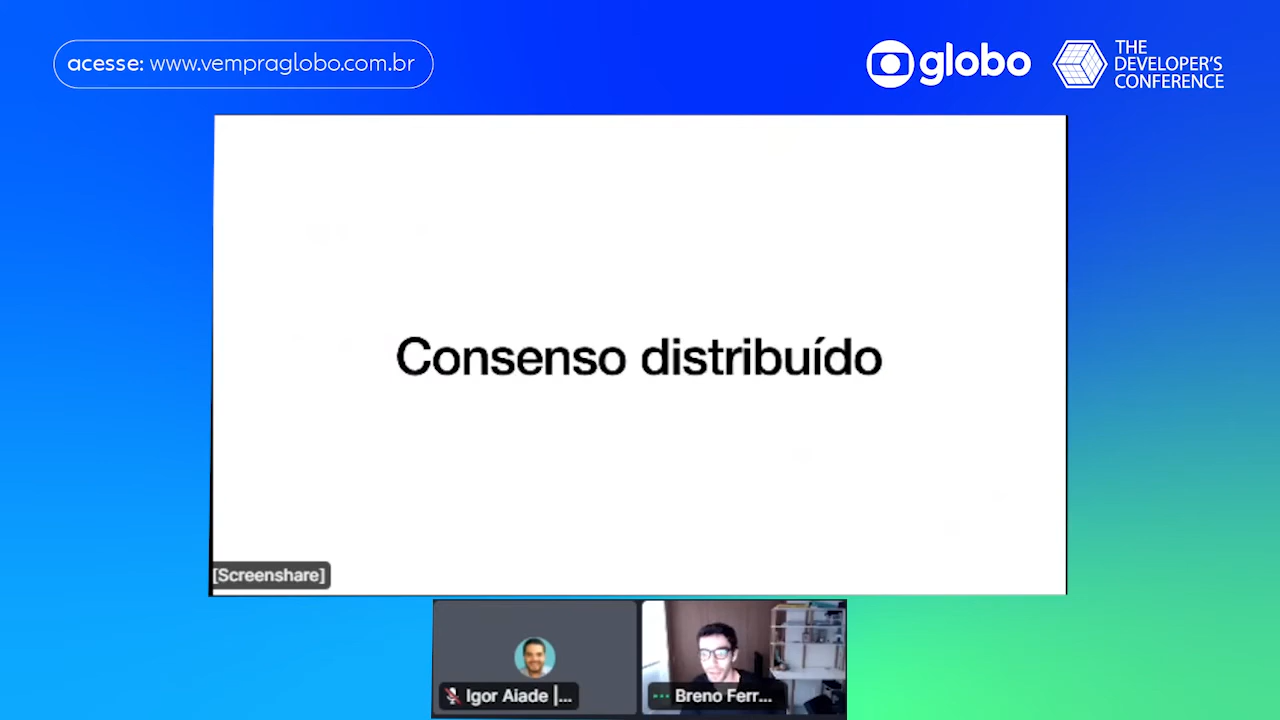 acesse: www.vempraglobo.com.br
globo
THE
DEVELOPER'S
CONFERENCE
Consenso distribuído
[Screenshare]
Igor Aiade |...
Breno Ferr...